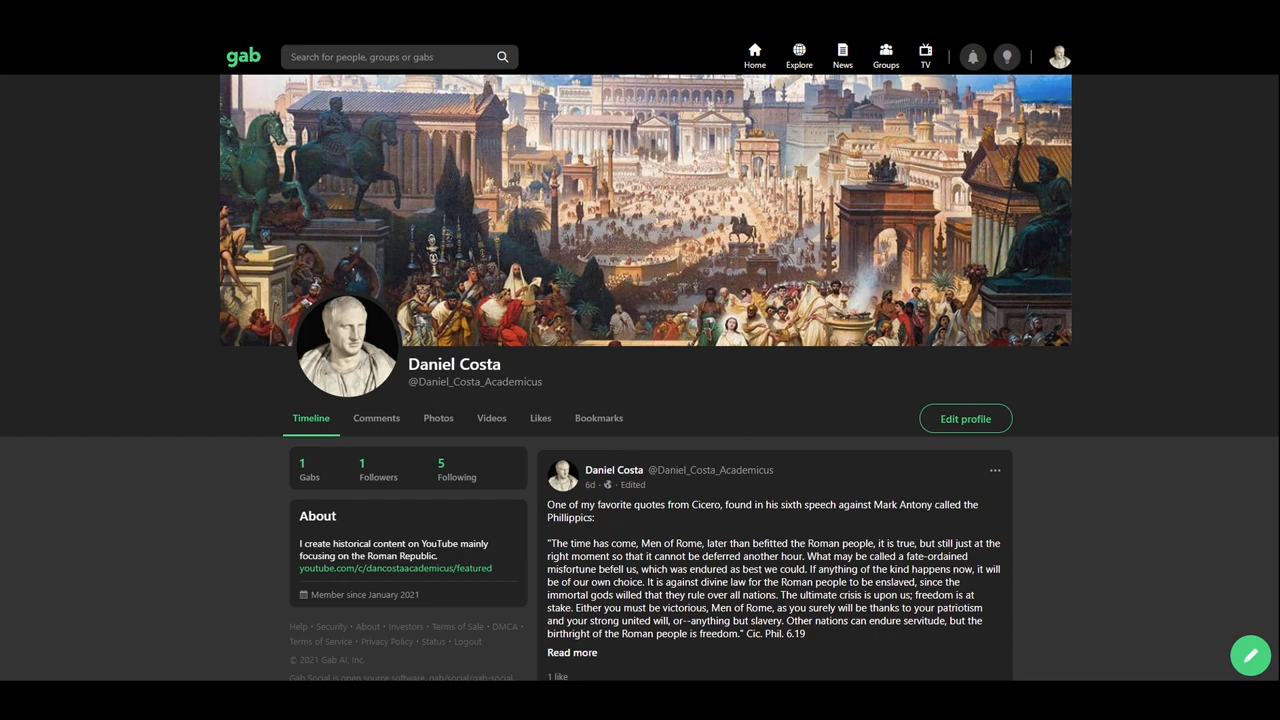 gab
Search for people, groups or gabs
Home Explore News Groups TV
Daniel Costa
@Daniel_Costa_Academicus
Timeline Comments Photos Videos Likes Bookmarks
Edit profile
1 1 5
Gabs Followers Following
About
I create historical content on YouTube mainly
focusing on the Roman Republic.
youtube.com/c/dancostaacademicus/featured
Member since January 2021
Help • Security • About • Investors • Terms of Sale • DMCA •
Terms of Service • Privacy Policy • Status • Logout
© 2021 Gab AI, Inc.
Gab Social is open source software. gab/social/gab-social
Daniel Costa @Daniel_Costa_Academicus
6d · · Edited
One of my favorite quotes from Cicero, found in his sixth speech against Mark Antony called the
Phillippics:
"The time has come, Men of Rome, later than befitted the Roman people, it is true, but still just at the
right moment so that it cannot be deferred another hour. What may be called a fate-ordained
misfortune befell us, which was endured as best we could. If anything of the kind happens now, it will
be of our own choice. It is against divine law for the Roman people to be enslaved, since the
immortal gods willed that they rule over all nations. The ultimate crisis is upon us; freedom is at
stake. Either you must be victorious, Men of Rome, as you surely will be thanks to your patriotism
and your strong united will, or--anything but slavery. Other nations can endure servitude, but the
birthright of the Roman people is freedom." Cic. Phil. 6.19
Read more
1 like